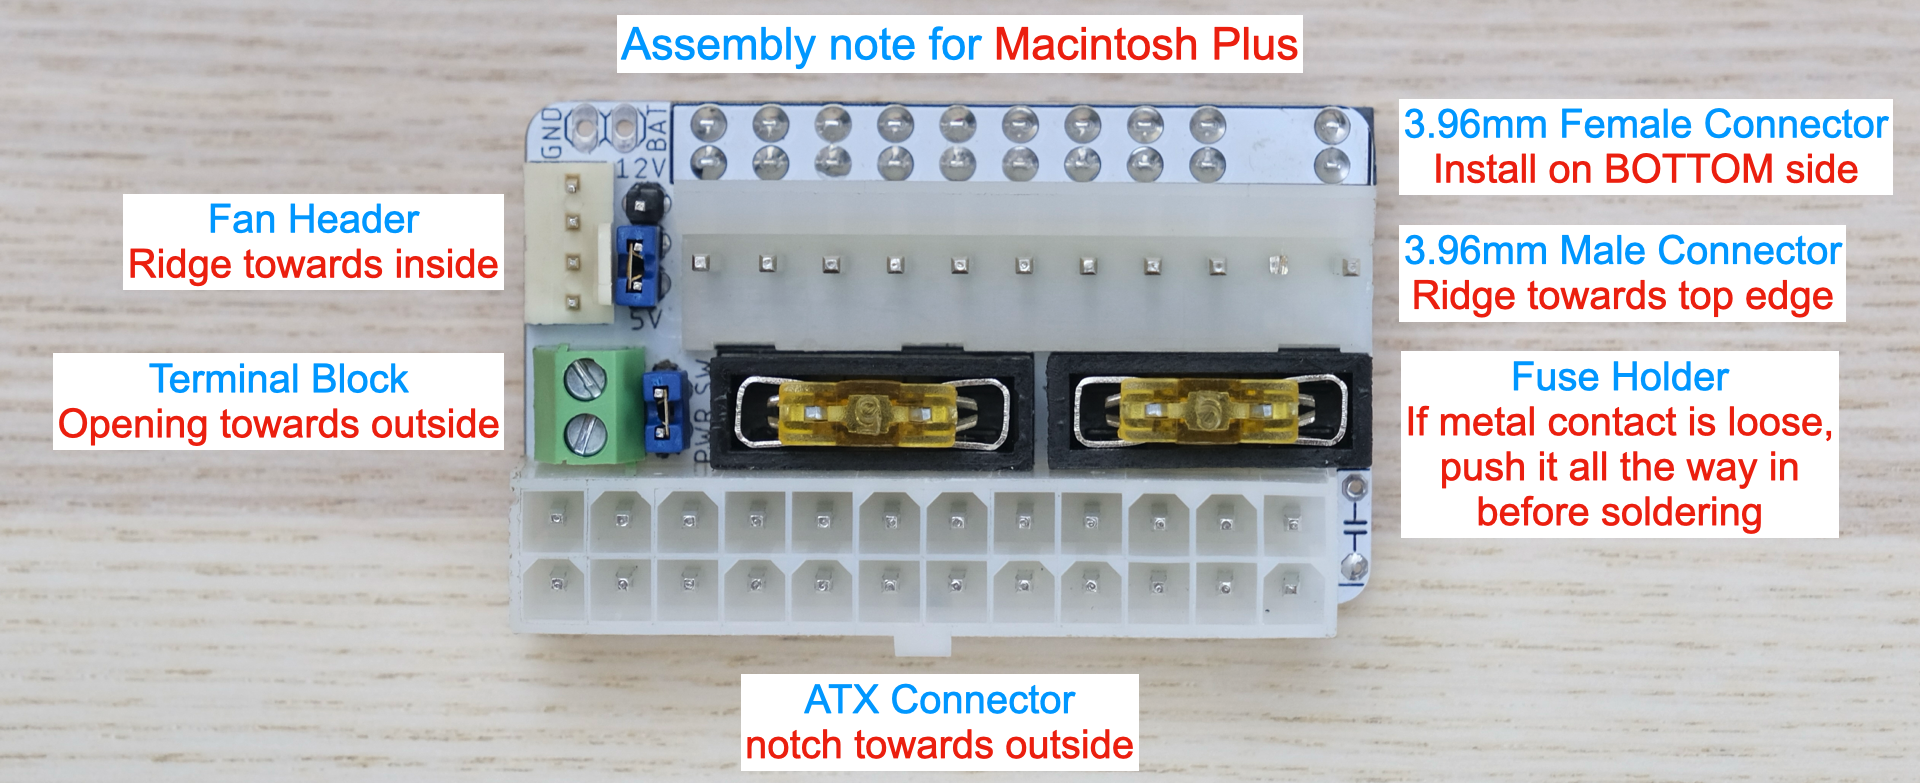 Assembly note for Macintosh Plus
GND
BAT
12V
5V
PWR SW
3.96mm Female Connector
Install on BOTTOM side
Fan Header
Ridge towards inside
3.96mm Male Connector
Ridge towards top edge
Terminal Block
Opening towards outside
Fuse Holder
If metal contact is loose,
push it all the way in
before soldering
ATX Connector
notch towards outside